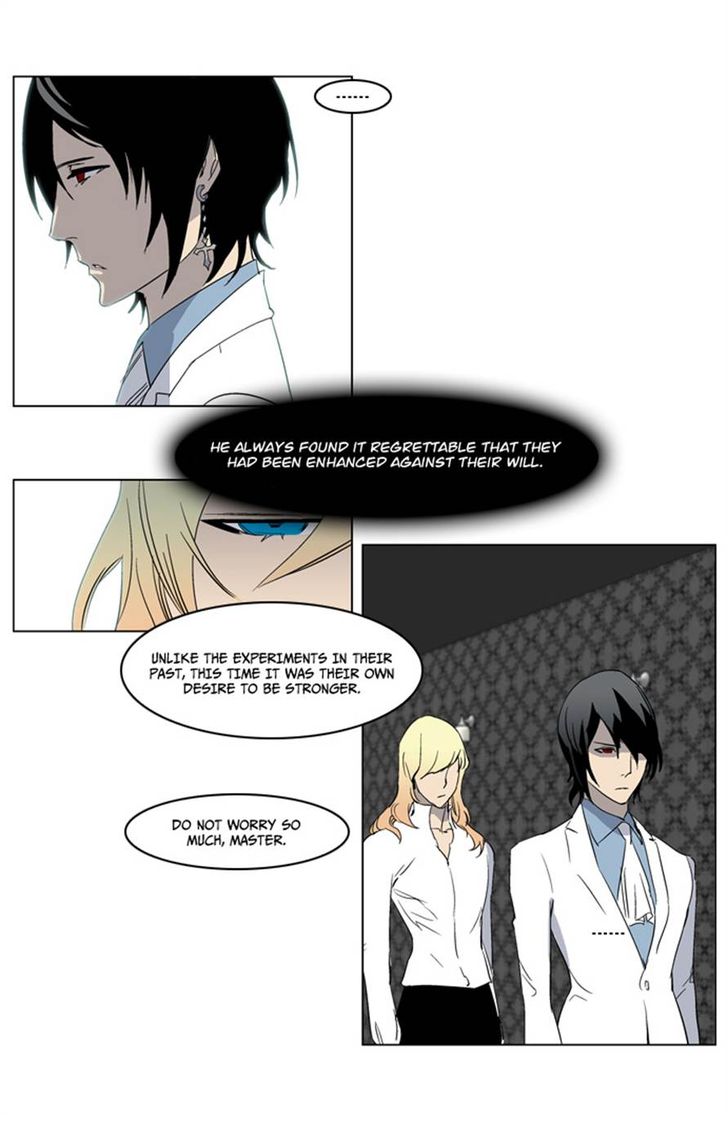 ------
HE ALWAYS FOUND IT REGRETTABLE THAT THEY
HAD BEEN ENHANCED AGAINST THEIR WILL.
UNLIKE THE EXPERIMENTS IN THEIR
PAST, THIS TIME IT WAS THEIR OWN
DESIRE TO BE STRONGER.
DO NOT WORRY SO
MUCH, MASTER.
------